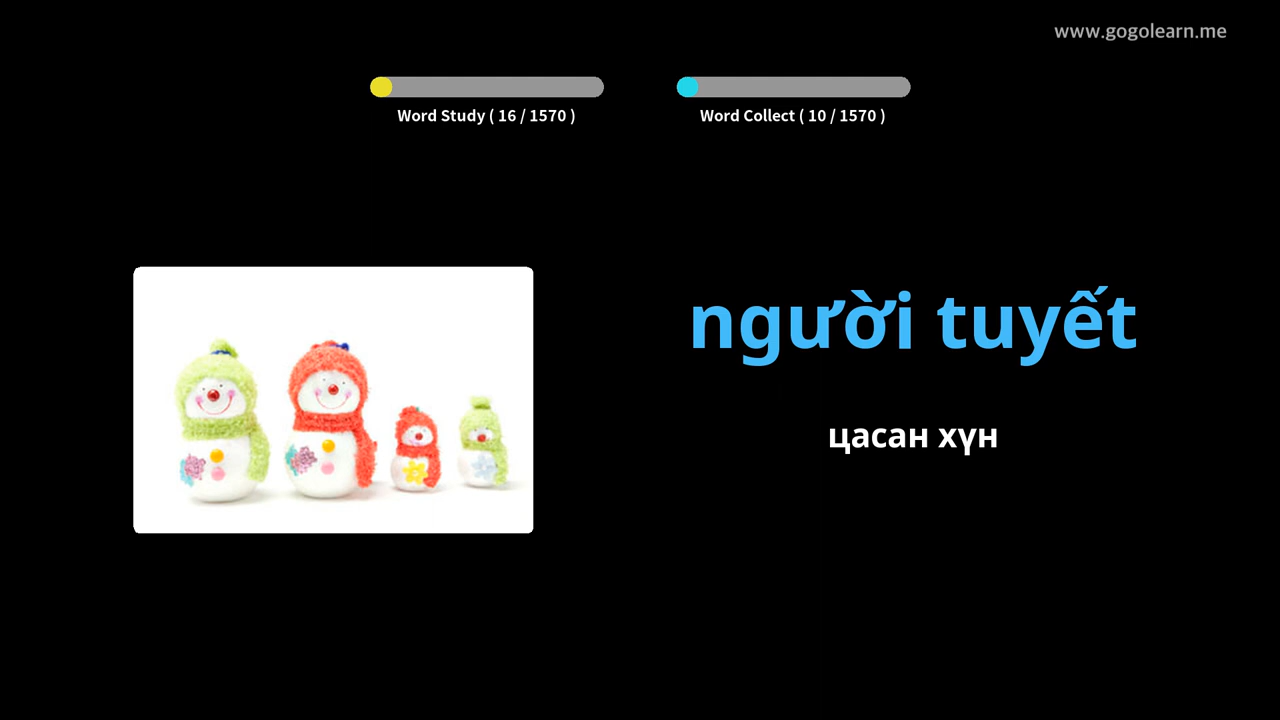 www.gogolearn.me
Word Study ( 16 / 1570 )
Word Collect ( 10 / 1570 )
người tuyết
цасан хүн